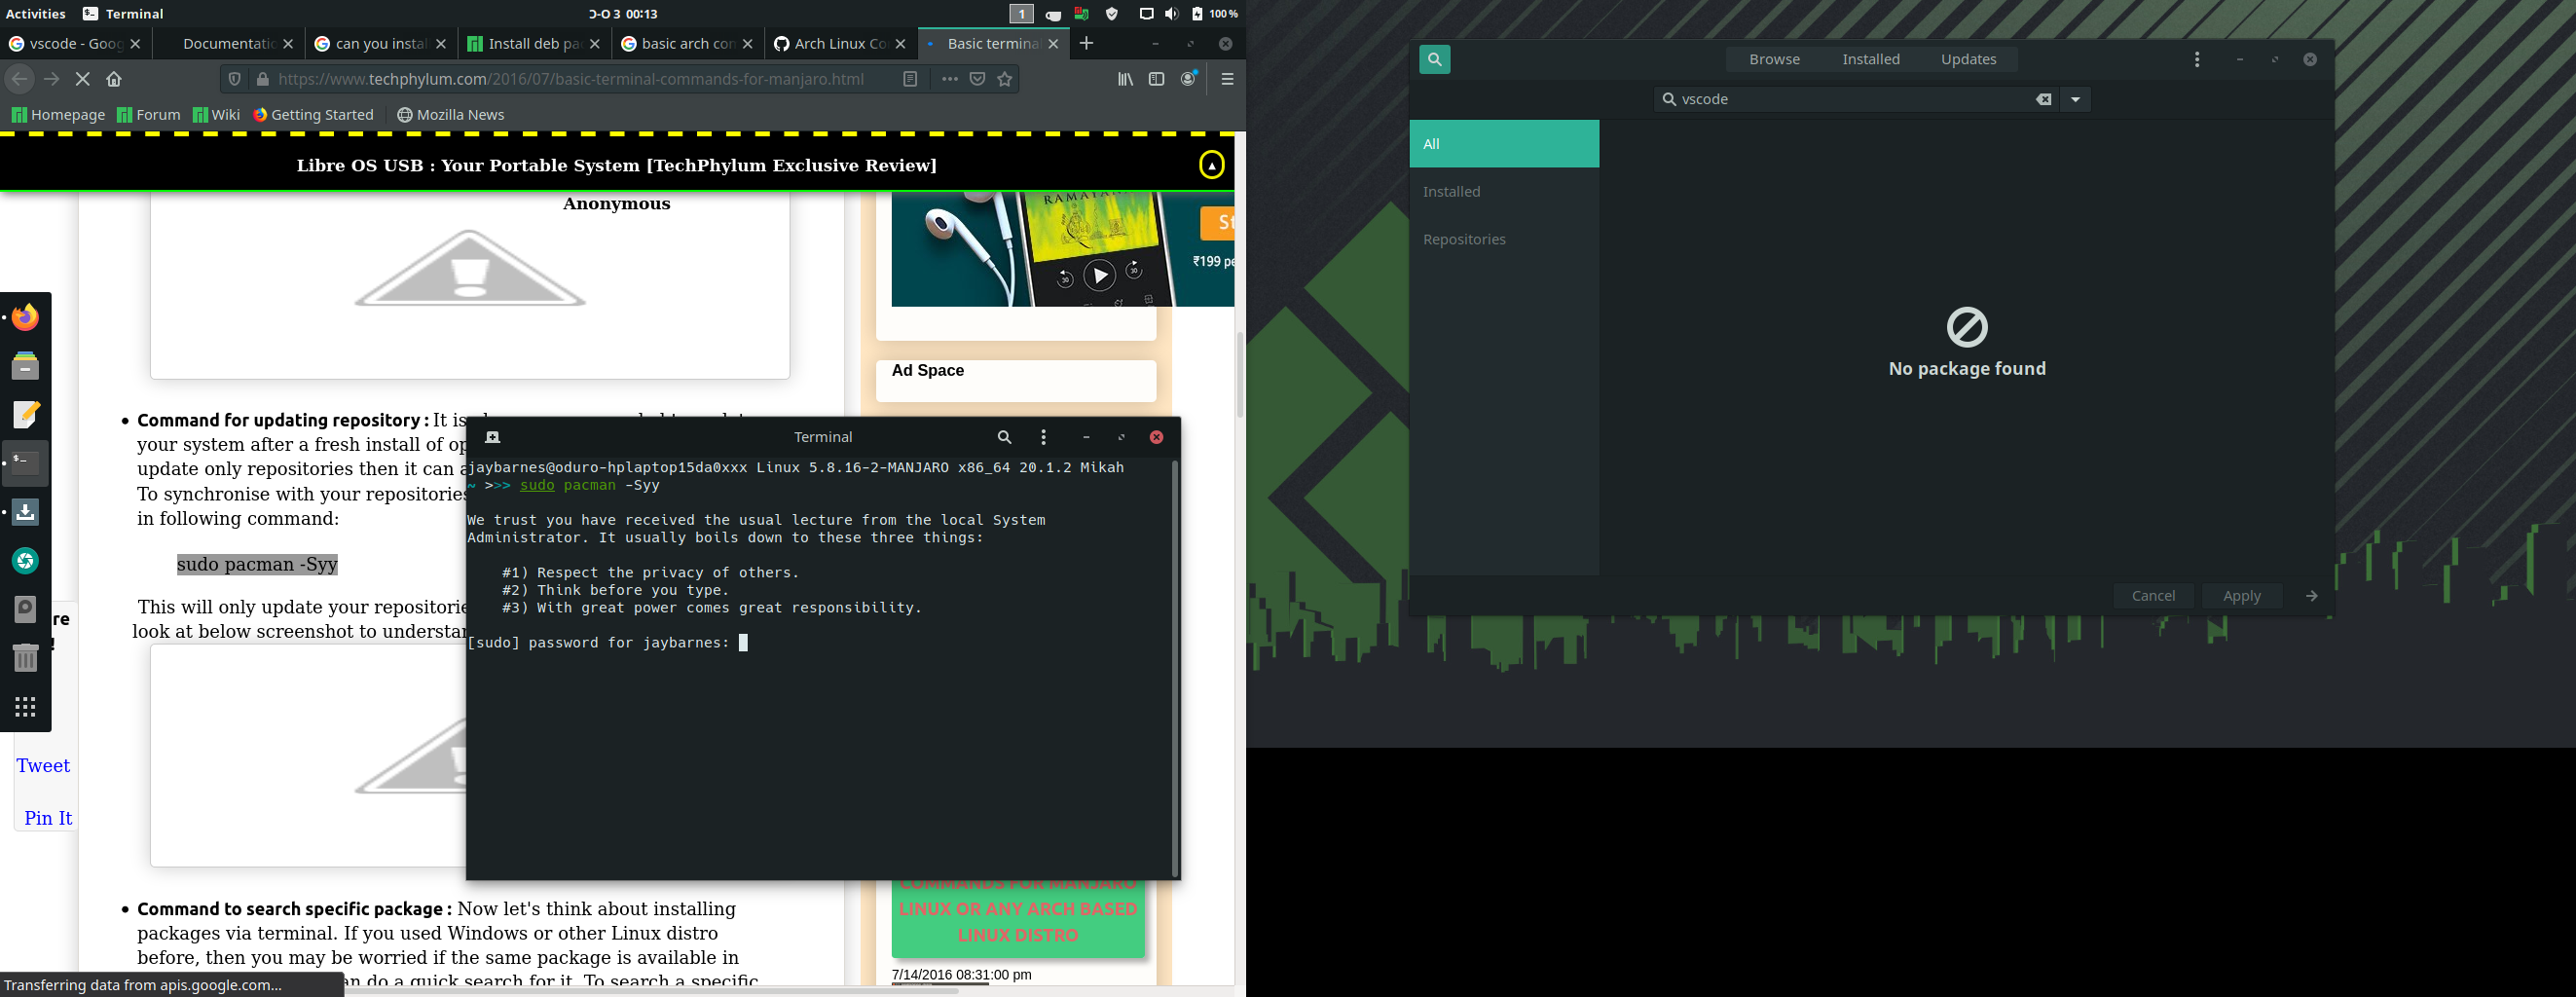 Activities Terminal
Ɔ-O 3 00:13
1
100 %
vscode - Goog
Documentatio
can you instal
Install deb pac
basic arch con
Arch Linux Co
Basic termina
https://www.techphylum.com/2016/07/basic-terminal-commands-for-manjaro.html
Homepage Forum Wiki Getting Started Mozilla News
Libre OS USB : Your Portable System [TechPhylum Exclusive Review]
Anonymous
RAMAYAN
St
30 30
₹199 pe
Ad Space
Command for updating repository : It is
your system after a fresh install of op
update only repositories then it can a
To synchronise with your repositories
in following command:
sudo pacman -Syy
This will only update your repositorie
look at below screenshot to understan
re
!
Tweet
Pin It
Terminal
jaybarnes@oduro-hplaptop15da0xxx Linux 5.8.16-2-MANJARO x86_64 20.1.2 Mikah
~ >>> sudo pacman -Syy
We trust you have received the usual lecture from the local System
Administrator. It usually boils down to these three things:
#1) Respect the privacy of others.
#2) Think before you type.
#3) With great power comes great responsibility.
[sudo] password for jaybarnes:
COMMANDS FOR MANJARO
LINUX OR ANY ARCH BASED
LINUX DISTRO
7/14/2016 08:31:00 pm
Command to search specific package : Now let's think about installing
packages via terminal. If you used Windows or other Linux distro
before, then you may be worried if the same package is available in
an do a quick search for it. To search a specific
Transferring data from apis.google.com...
Browse Installed Updates
vscode
All
Installed
Repositories
No package found
Cancel Apply